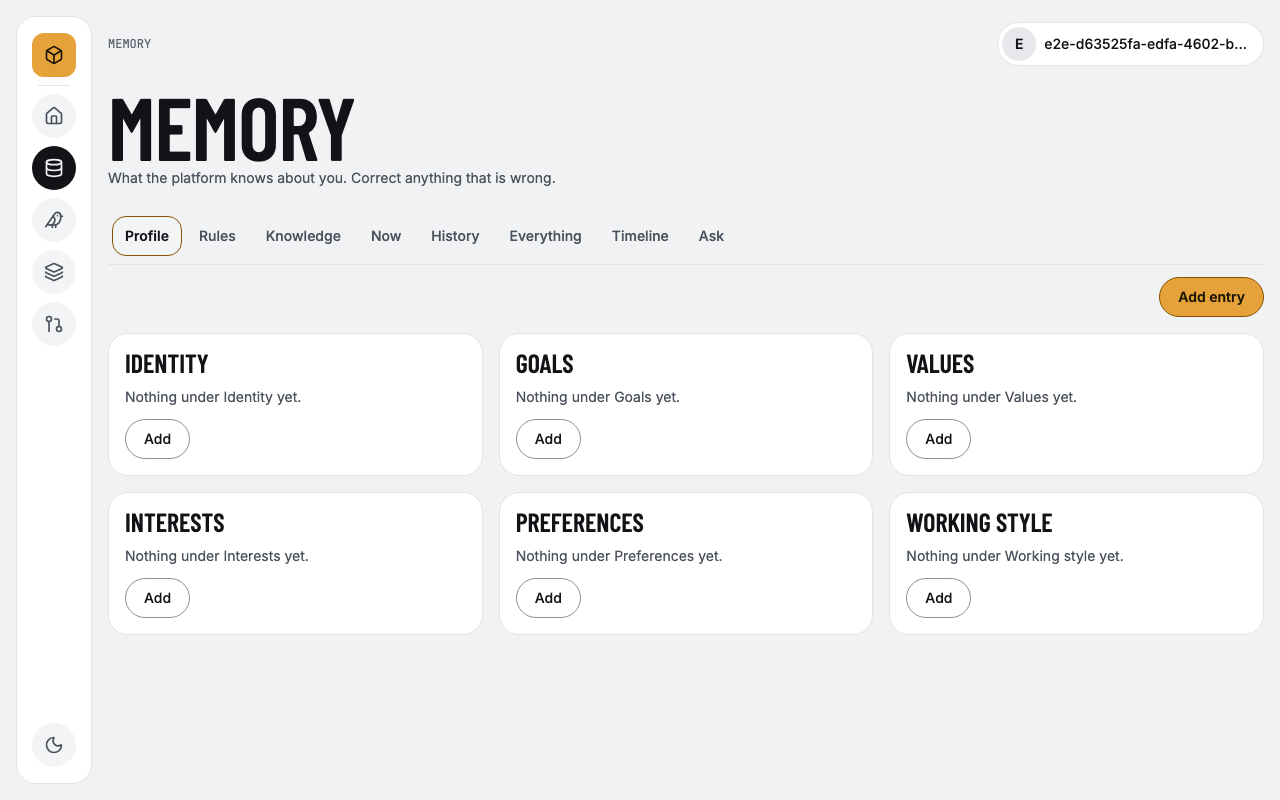 MEMORY
E e2e-d63525fa-edfa-4602-b...
MEMORY
What the platform knows about you. Correct anything that is wrong.
Profile Rules Knowledge Now History Everything Timeline Ask
Add entry
IDENTITY
Nothing under Identity yet.
Add
GOALS
Nothing under Goals yet.
Add
VALUES
Nothing under Values yet.
Add
INTERESTS
Nothing under Interests yet.
Add
PREFERENCES
Nothing under Preferences yet.
Add
WORKING STYLE
Nothing under Working style yet.
Add